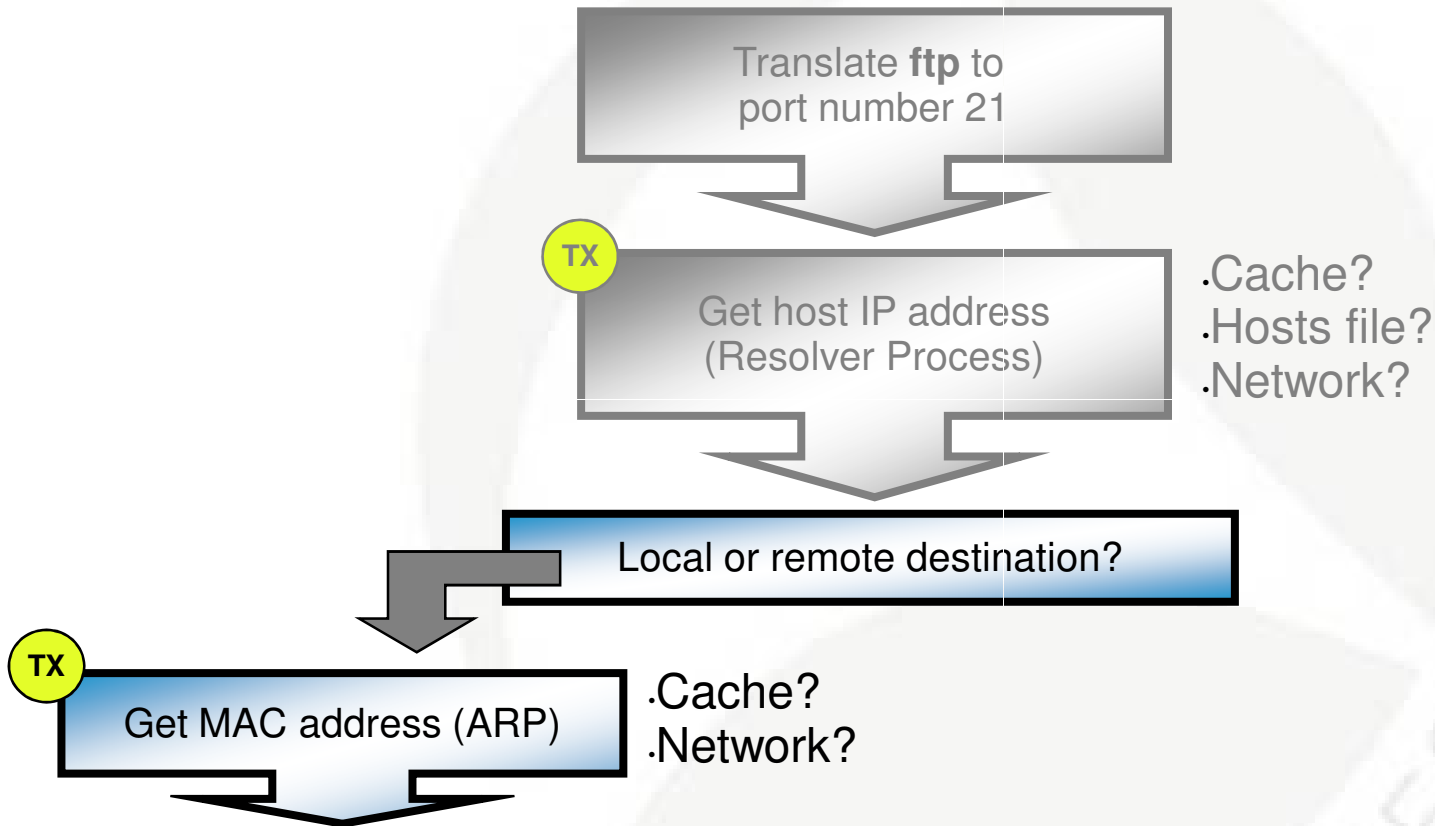 Translate ftp to
port number 21
TX
Get host IP address
(Resolver Process)
.Cache?
.Hosts file?
.Network?
Local or remote destination?
TX
Get MAC address (ARP)
.Cache?
.Network?